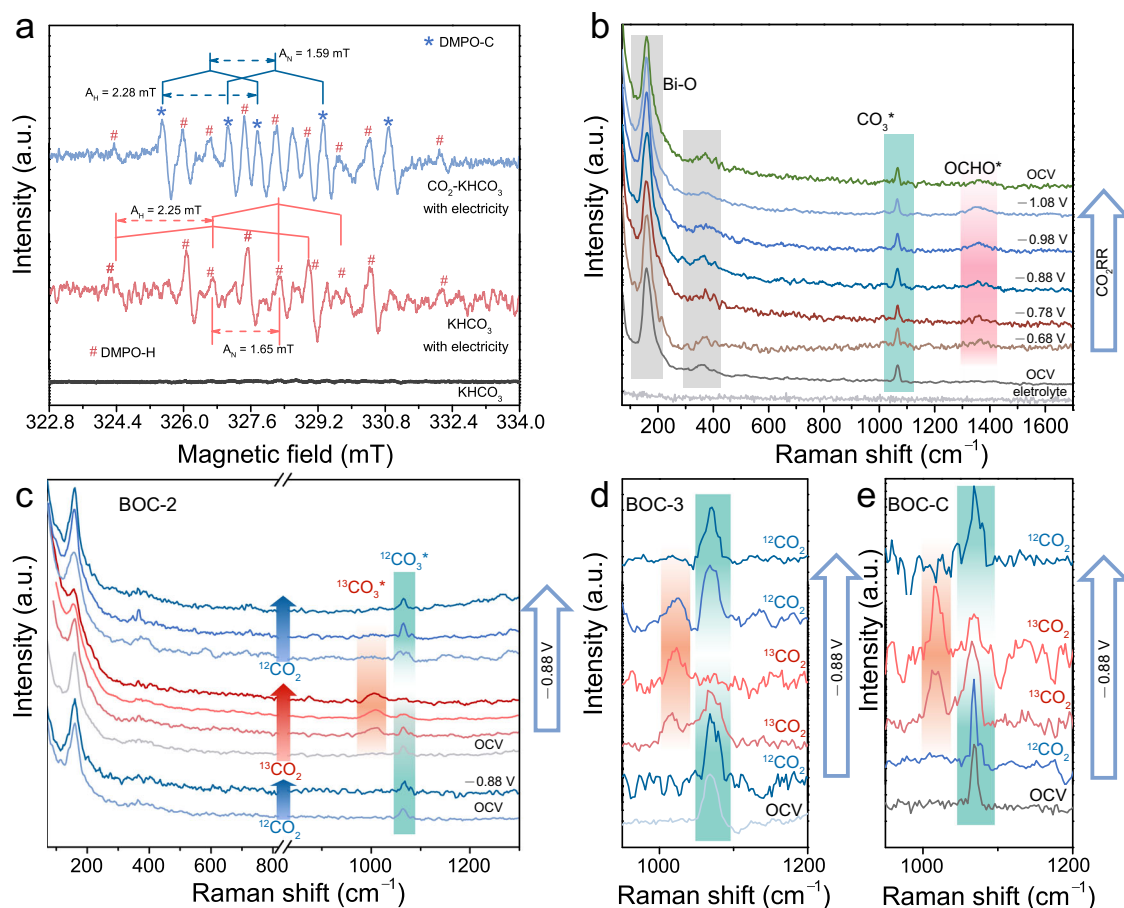 a
* DMPO-C
A_N = 1.59 mT
A_H = 2.28 mT
* # # * # * # # * # * # #
CO₂-KHCO₃
with electricity
A_H = 2.25 mT
# # # # # # # # # #
KHCO₃
with electricity
A_N = 1.65 mT
# DMPO-H
KHCO₃
322.8 324.4 326.0 327.6 329.2 330.8 332.4 334.0
Magnetic field (mT)
Intensity (a.u.)
b
Bi-O
CO₃*
OCHO*
OCV
−1.08 V
−0.98 V
−0.88 V
−0.78 V
−0.68 V
OCV
eletrolyte
CO₂RR
200 400 600 800 1000 1200 1400 1600
Raman shift (cm⁻¹)
Intensity (a.u.)
c
BOC-2
¹²CO₃*
¹³CO₃*
¹²CO₂
OCV
¹³CO₂
−0.88 V
OCV
¹²CO₂
−0.88 V
200 400 600 800 1000 1200
Raman shift (cm⁻¹)
Intensity (a.u.)
d
BOC-3
¹²CO₂
¹²CO₂
¹³CO₂
¹³CO₂
¹²CO₂
OCV
−0.88 V
1000 1200
Raman shift (cm⁻¹)
Intensity (a.u.)
e
BOC-C
¹²CO₂
¹³CO₂
¹³CO₂
¹²CO₂
OCV
−0.88 V
1000 1200
Raman shift (cm⁻¹)
Intensity (a.u.)